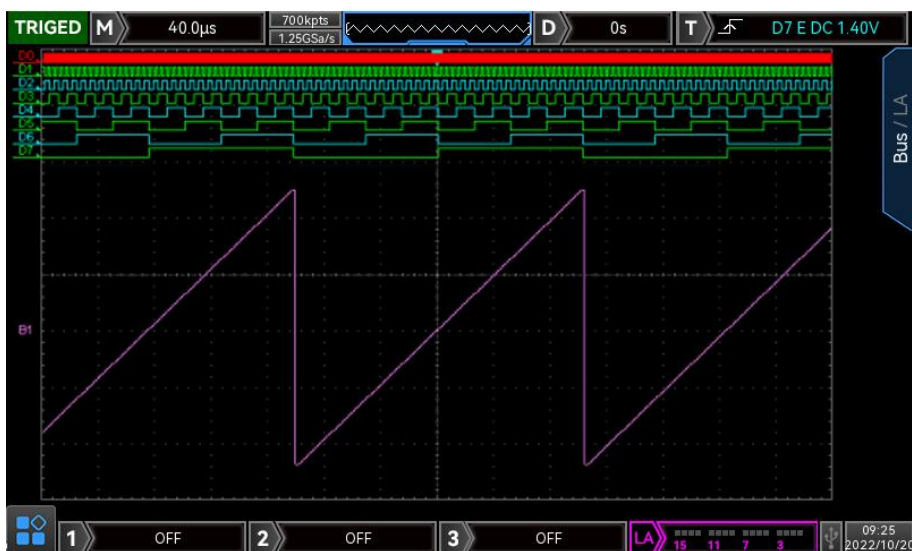 TRIGED M 40.0μs 700kpts D 0s T D7 E DC 1.40V
1.25GSa/s
D0
D1
D2
D3
D4
D5
D6
D7
Bus / LA
B1
1 OFF 2 OFF 3 OFF LA 15 11 7 3 09:25
2022/10/20